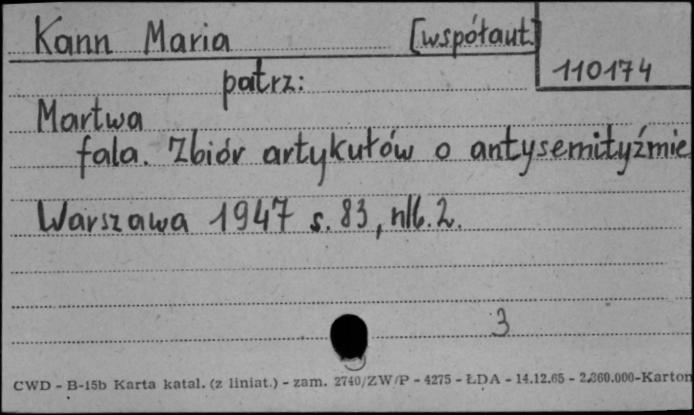 Kann Maria [współaut.]
110174
patrz:
Martwa
fala. Zbiór artykułów o antysemityźmie
Warszawa 1947 s. 83, nlb. 2.
3
CWD - B-15b Karta katal. (z liniat.) - zam. 2740/ZW/P - 4275 - ŁDA - 14.12.65 - 2.360.000-Karton